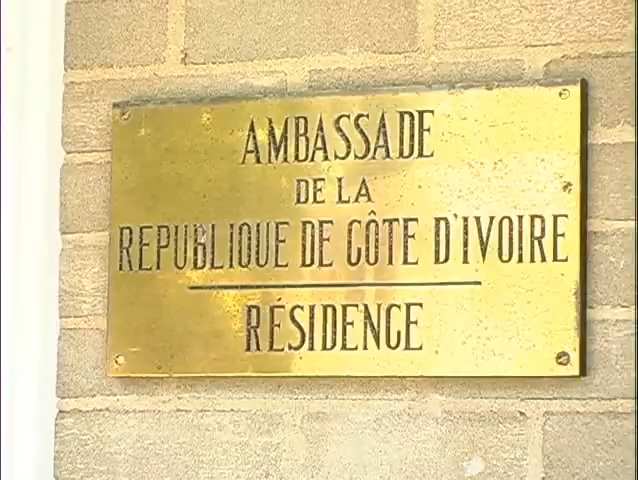 AMBASSADE
DE LA
REPUBLIQUE DE CÔTE D'IVOIRE
RÉSIDENCE